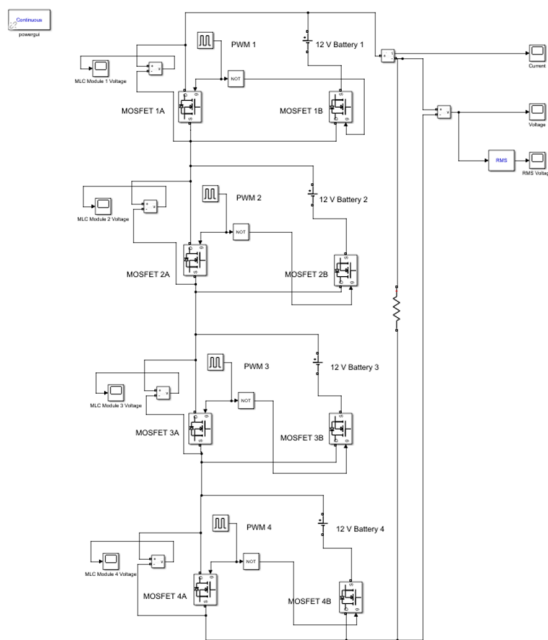 Continuous
powergui
PWM 1
12 V Battery 1
NOT
MLC Module 1 Voltage
MOSFET 1A
MOSFET 1B
Current
Voltage
RMS
RMS Voltag
PWM 2
12 V Battery 2
NOT
MLC Module 2 Voltage
MOSFET 2A
MOSFET 2B
PWM 3
12 V Battery 3
NOT
MLC Module 3 Voltage
MOSFET 3A
MOSFET 3B
PWM 4
12 V Battery 4
NOT
MLC Module 4 Voltage
MOSFET 4A
MOSFET 4B